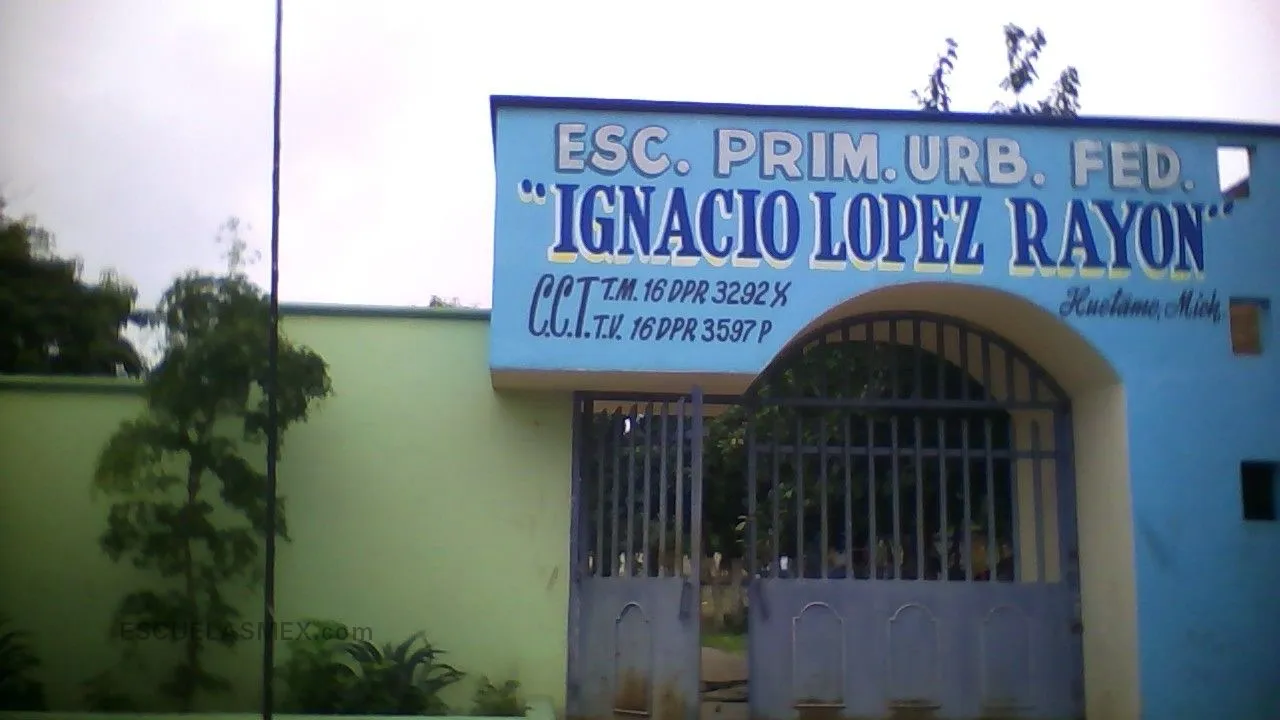 ESC. PRIM. URB. FED.
"IGNACIO LOPEZ RAYON"
C.C.T. T.M. 16 DPR 3292 X
T.V. 16 DPR 3597 P
Huetamo, Mich.
ESCUELASMEX.com